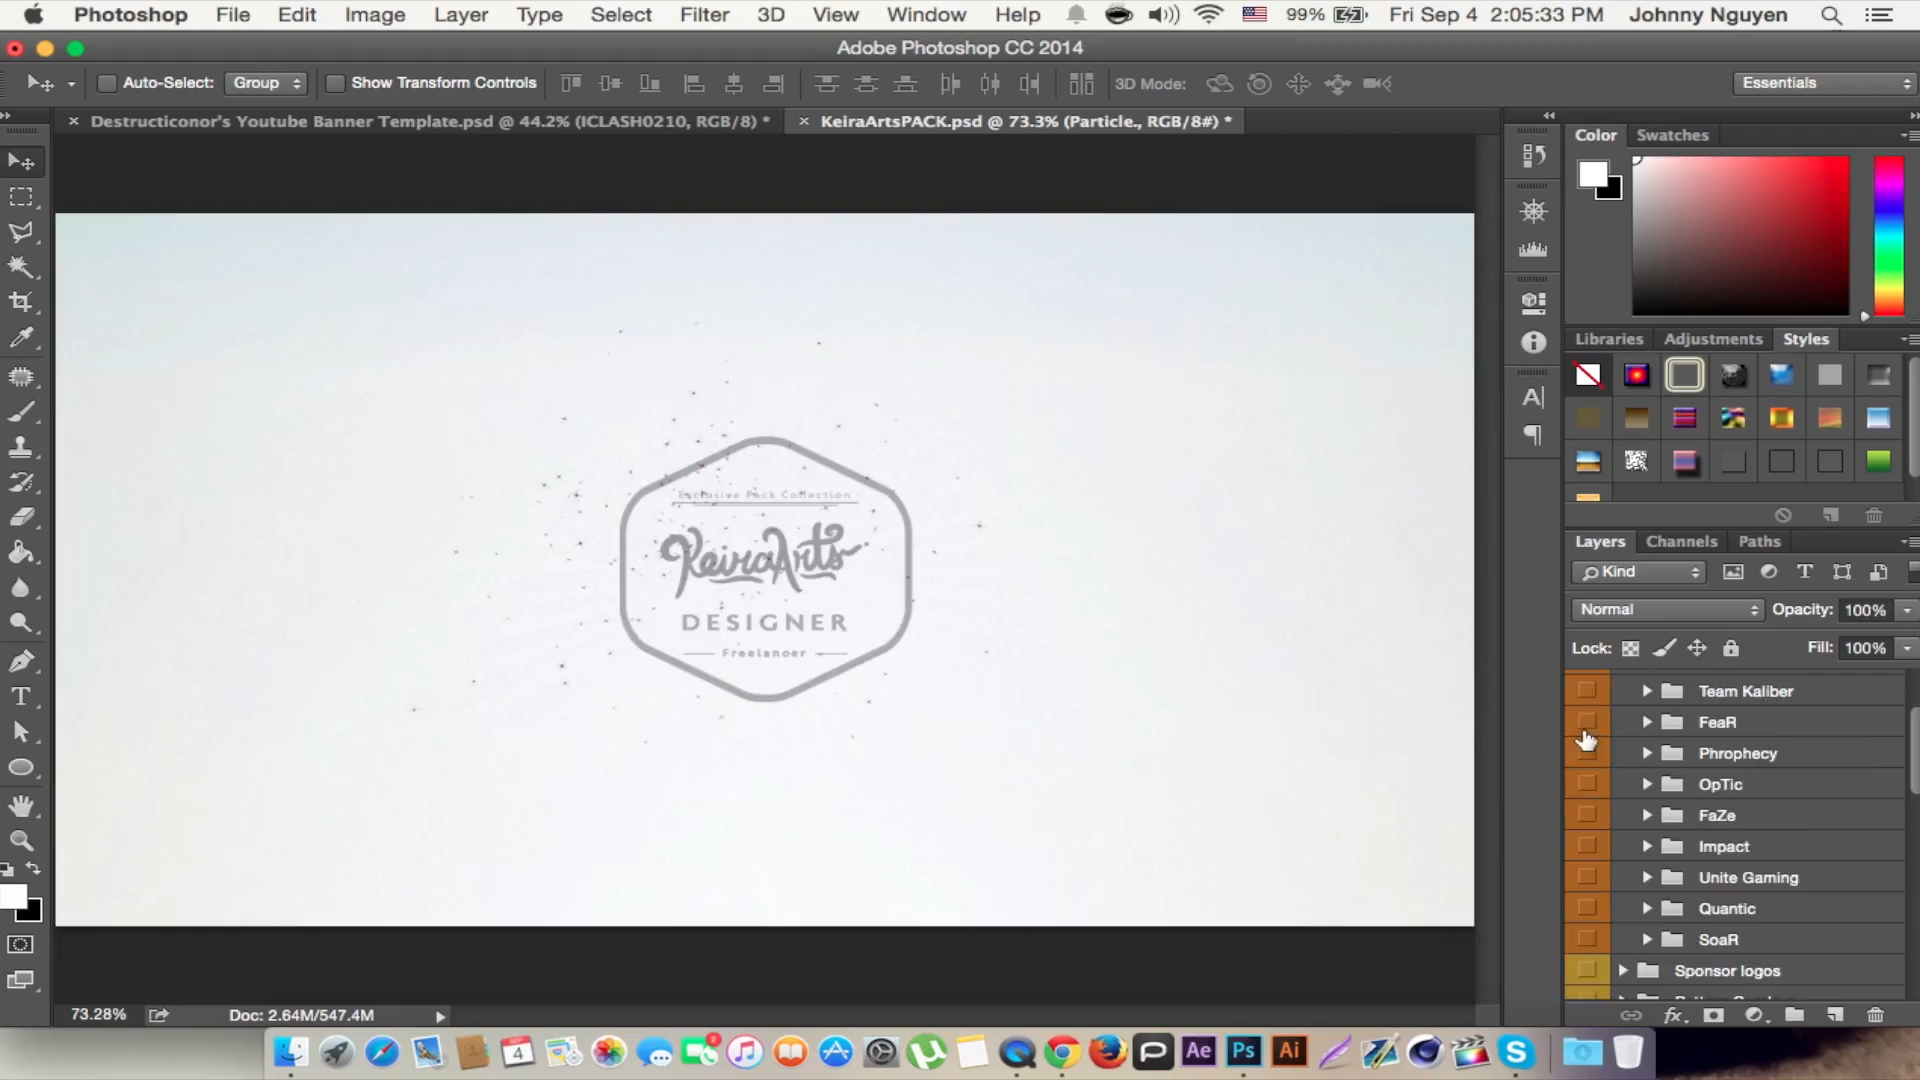 Photoshop File Edit Image Layer Type Select Filter 3D View Window Help 99% Fri Sep 4 2:05:33 PM Johnny Nguyen
Adobe Photoshop CC 2014
Auto-Select: Group Show Transform Controls 3D Mode: Essentials
Destructiconor's Youtube Banner Template.psd @ 44.2% (ICLASH0210, RGB/8) * KeiraArtsPACK.psd @ 73.3% (Particle., RGB/8#) *
Color Swatches
Libraries Adjustments Styles
Exclusive Pack Collection
KeiraArts
DESIGNER
Freelancer
Layers Channels Paths
Kind
Normal Opacity: 100%
Lock: Fill: 100%
Team Kaliber
FeaR
Phrophecy
OpTic
FaZe
Impact
Unite Gaming
Quantic
SoaR
Sponsor logos
73.28% Doc: 2.64M/547.4M
4 Ae Ps Ai